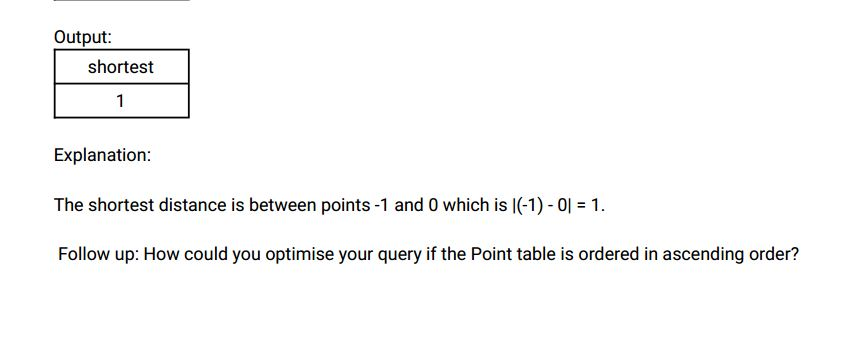 Output:
shortest
1
Explanation:
The shortest distance is between points -1 and 0 which is |(-1) - 0| = 1.
Follow up: How could you optimise your query if the Point table is ordered in ascending order?